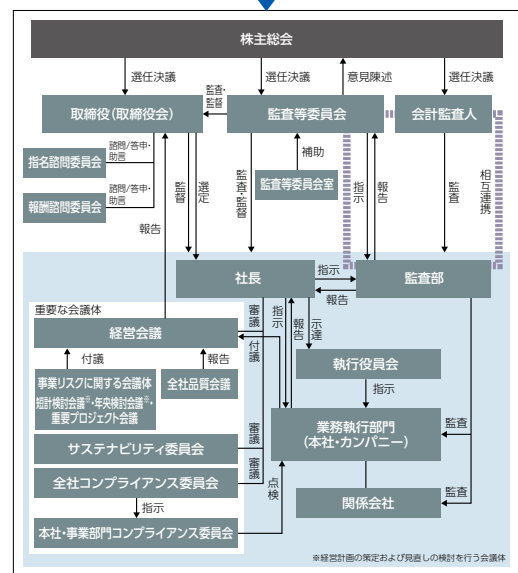 株主総会
選任決議
選任決議
意見陳述
選任決議
取締役(取締役会)
監査・
監督
監査等委員会
会計監査人
諮問/答申・
助言
指名諮問委員会
諮問/答申・
助言
報酬諮問委員会
補助
監査等委員会室
監督
選定
監査・監督
指示
報告
監査
相互連携
報告
社長
指示
報告
監査部
重要な会議体
経営会議
審議
付議
指示
報告
示達
執行役員会
付議
報告
指示
事業リスクに関する会議体
短計検討会議※・年央検討会議※・
重要プロジェクト会議
全社品質会議
業務執行部門
(本社・カンパニー)
監査
サステナビリティ委員会
審議
全社コンプライアンス委員会
審議
点検
関係会社
監査
指示
本社・事業部門コンプライアンス委員会
※経営計画の策定および見直しの検討を行う会議体